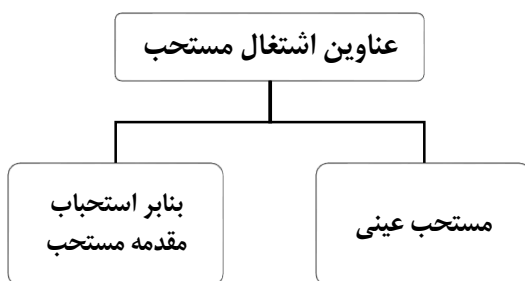 عناوین اشتغال مستحب
مستحب عینی
بنابر استحباب
مقدمه مستحب